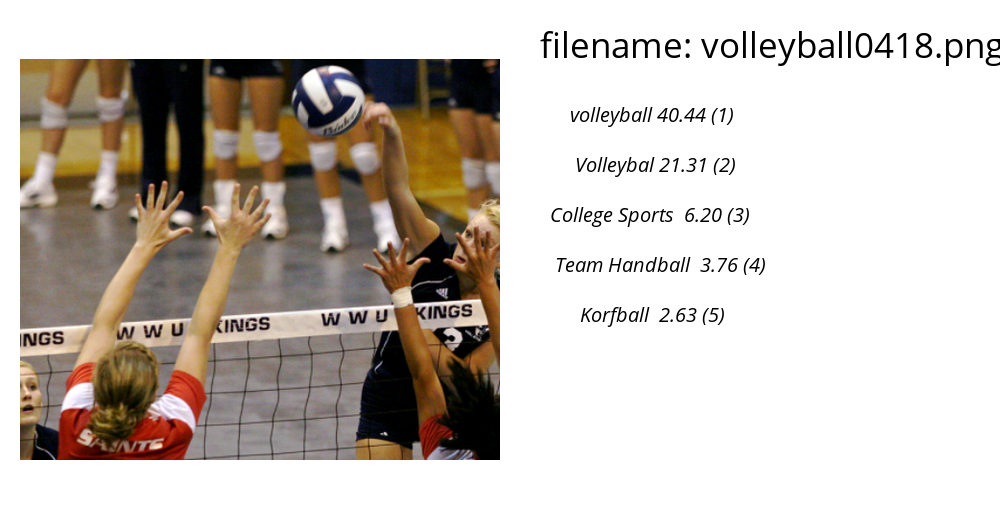 filename: volleyball0418.png
volleyball 40.44 (1)
Volleybal 21.31 (2)
College Sports 6.20 (3)
Team Handball 3.76 (4)
Korfball 2.63 (5)
INGS W W U KINGS W W U KINGS
SAINTS